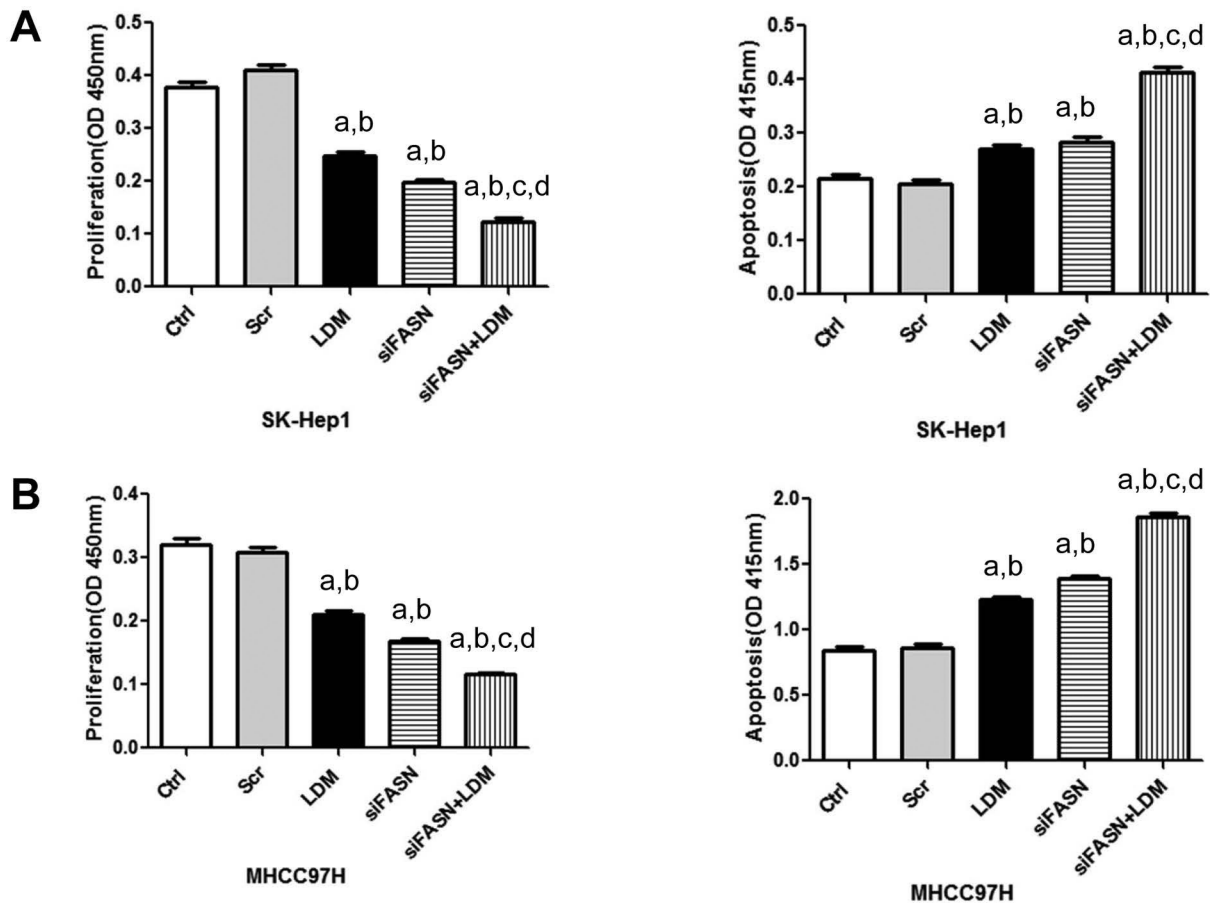 A
Proliferation(OD 450nm)
0.5
0.4
0.3
0.2
0.1
0.0
a,b
a,b
a,b,c,d
Ctrl
Scr
LDM
siFASN
siFASN+LDM
SK-Hep1
Apoptosis(OD 415nm)
0.5
0.4
0.3
0.2
0.1
0.0
a,b
a,b
a,b,c,d
Ctrl
Scr
LDM
siFASN
siFASN+LDM
SK-Hep1
B
Proliferation(OD 450nm)
0.4
0.3
0.2
0.1
0.0
a,b
a,b
a,b,c,d
Ctrl
Scr
LDM
siFASN
siFASN+LDM
MHCC97H
Apoptosis(OD 415nm)
2.0
1.5
1.0
0.5
0.0
a,b
a,b
a,b,c,d
Ctrl
Scr
LDM
siFASN
siFASN+LDM
MHCC97H